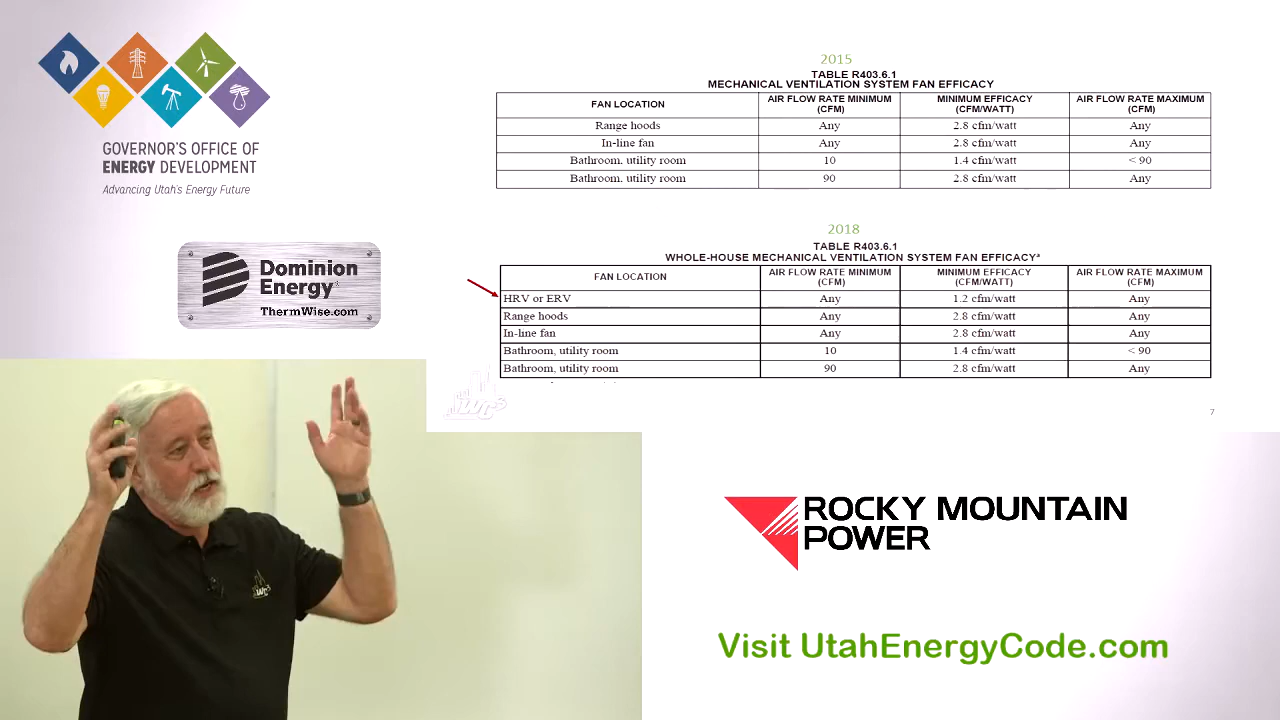 GOVERNOR'S OFFICE OF
ENERGY DEVELOPMENT
Advancing Utah's Energy Future
Dominion
Energy®
ThermWise.com
2015
TABLE R403.6.1
MECHANICAL VENTILATION SYSTEM FAN EFFICACY
FAN LOCATION AIR FLOW RATE MINIMUM (CFM) MINIMUM EFFICACY (CFM/WATT) AIR FLOW RATE MAXIMUM (CFM)
Range hoods Any 2.8 cfm/watt Any
In-line fan Any 2.8 cfm/watt Any
Bathroom, utility room 10 1.4 cfm/watt < 90
Bathroom, utility room 90 2.8 cfm/watt Any
2018
TABLE R403.6.1
WHOLE-HOUSE MECHANICAL VENTILATION SYSTEM FAN EFFICACYa
FAN LOCATION AIR FLOW RATE MINIMUM (CFM) MINIMUM EFFICACY (CFM/WATT) AIR FLOW RATE MAXIMUM (CFM)
HRV or ERV Any 1.2 cfm/watt Any
Range hoods Any 2.8 cfm/watt Any
In-line fan Any 2.8 cfm/watt Any
Bathroom, utility room 10 1.4 cfm/watt < 90
Bathroom, utility room 90 2.8 cfm/watt Any
WC3
7
WC3
ROCKY MOUNTAIN
POWER
Visit UtahEnergyCode.com